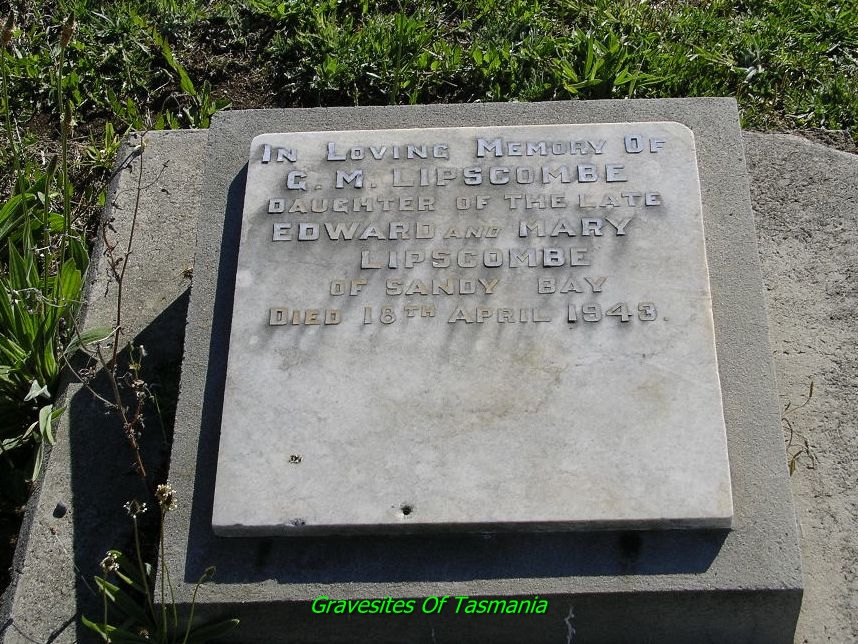 In Loving Memory Of
G. M. LIPSCOMBE
DAUGHTER OF THE LATE
EDWARD AND MARY
LIPSCOMBE
OF SANDY BAY
DIED 18TH APRIL 1943.
Gravesites Of Tasmania